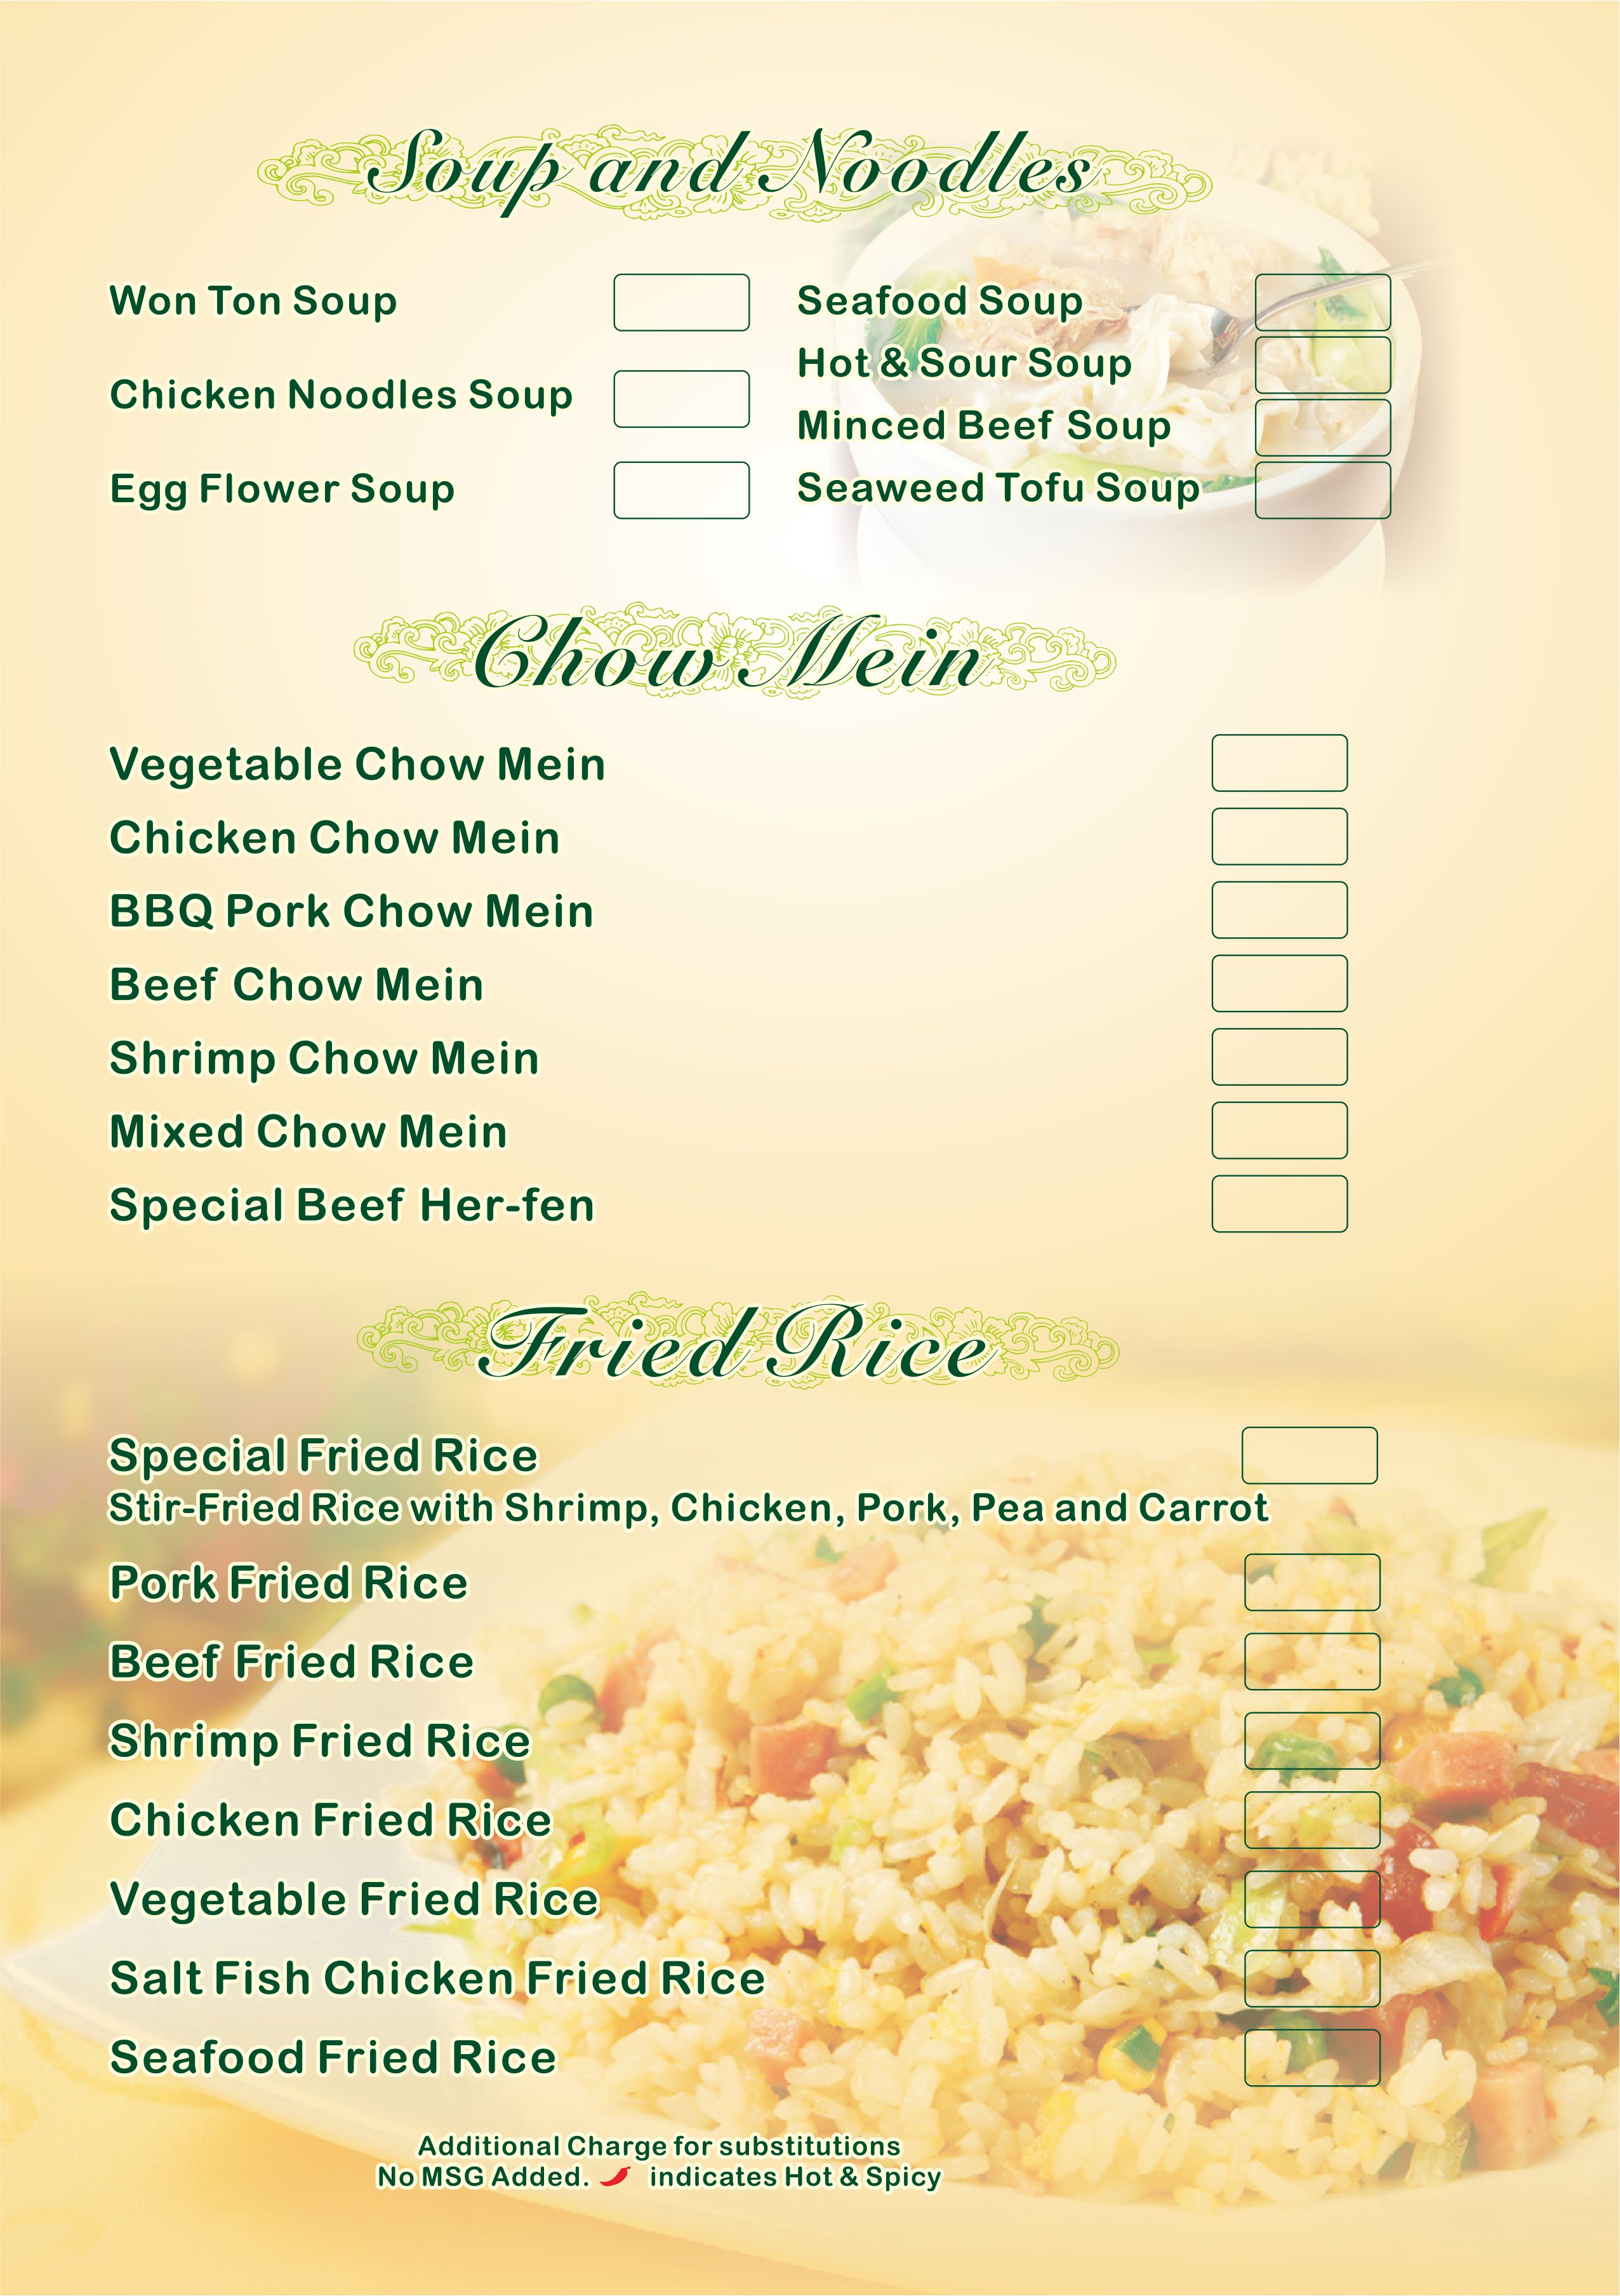 Soup and Noodles
Won Ton Soup
Chicken Noodles Soup
Egg Flower Soup
Seafood Soup
Hot & Sour Soup
Minced Beef Soup
Seaweed Tofu Soup
Chow Mein
Vegetable Chow Mein
Chicken Chow Mein
BBQ Pork Chow Mein
Beef Chow Mein
Shrimp Chow Mein
Mixed Chow Mein
Special Beef Her-fen
Fried Rice
Special Fried Rice
Stir-Fried Rice with Shrimp, Chicken, Pork, Pea and Carrot
Pork Fried Rice
Beef Fried Rice
Shrimp Fried Rice
Chicken Fried Rice
Vegetable Fried Rice
Salt Fish Chicken Fried Rice
Seafood Fried Rice
Additional Charge for substitutions
No MSG Added. indicates Hot & Spicy